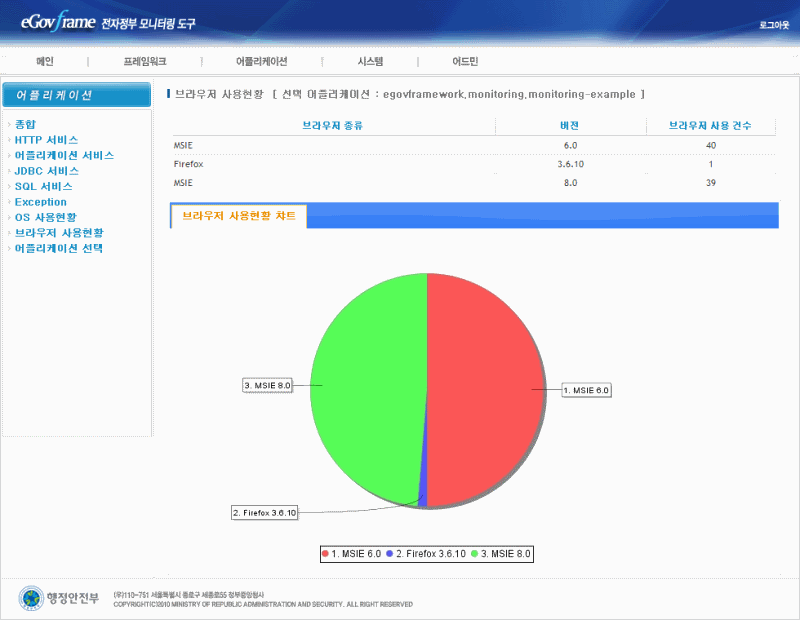 eGovframe 전자정부 모니터링 도구
로그아웃
메인 | 프레임워크 | 어플리케이션 | 시스템 | 어드민
어플리케이션
종합
HTTP 서비스
어플리케이션 서비스
JDBC 서비스
SQL 서비스
Exception
OS 사용현황
브라우저 사용현황
어플리케이션 선택
브라우저 사용현황 [ 선택 어플리케이션 : egovframework.monitoring.monitoring-example ]
브라우저 종류 버젼 브라우저 사용 건수
MSIE 6.0 40
Firefox 3.6.10 1
MSIE 8.0 39
브라우저 사용현황 차트
3. MSIE 8.0
1. MSIE 6.0
2. Firefox 3.6.10
1. MSIE 6.0 2. Firefox 3.6.10 3. MSIE 8.0
행정안전부
(우)110-751 서울특별시 종로구 세종로55 정부중앙청사
COPYRIGHT(C)2010 MINISTRY OF REPUBLIC ADMINISTRATION AND SECURITY. ALL RIGHT RESERVED